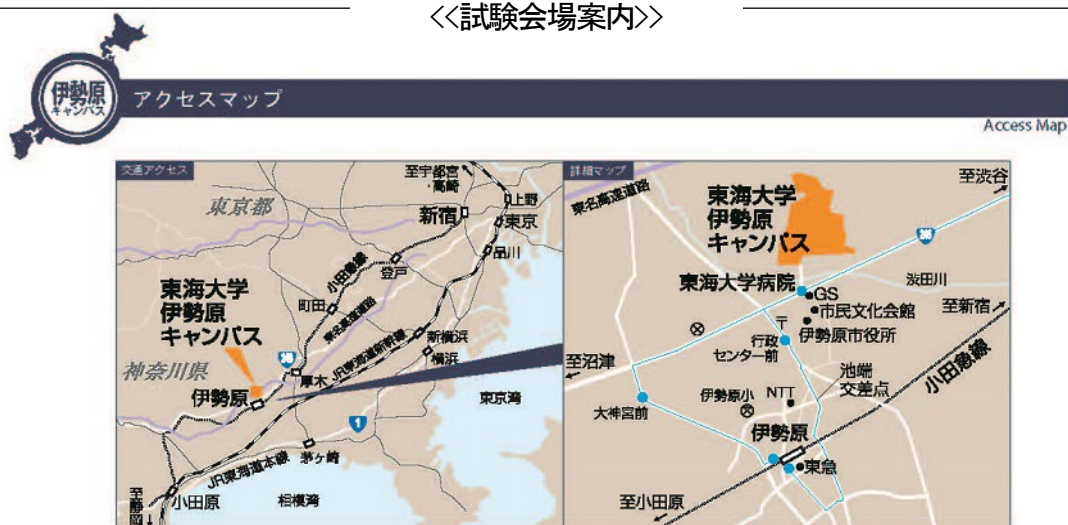 <<試験会場案内>>
伊勢原
キャンパス
アクセスマップ
Access Map
交通アクセス
至宇都宮
・高崎
上野
東京都
新宿
東京
品川
小田急線
登戸
東海大学
伊勢原
キャンパス
町田
東名高速道路
JR東海道新幹線
新横浜
横浜
246
神奈川県
厚木
伊勢原
東京湾
1
JR東海道本線
茅ヶ崎
至静岡
小田原
相模湾
詳細マップ
至渋谷
東名高速道路
東海大学
伊勢原
キャンパス
246
東海大学病院
渋田川
GS
市民文化会館
至新宿
伊勢原市役所
行政
センター前
至沼津
池端
交差点
小田急線
伊勢原小
NTT
大神宮前
伊勢原
東急
至小田原